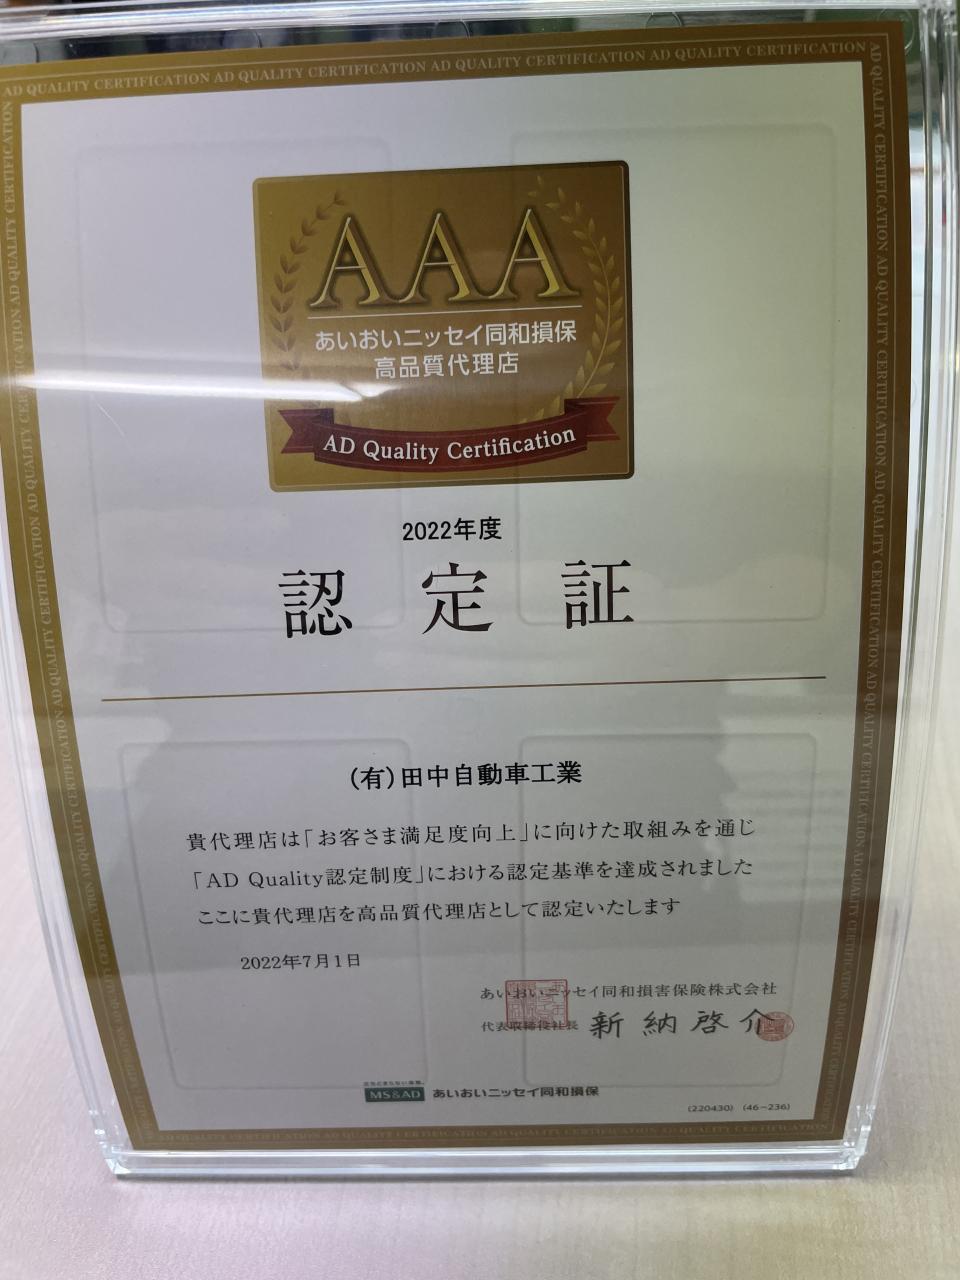 AD QUALITY CERTIFICATION AD QUALITY CERTIFICATION AD QUALITY CERTIFICATION AD QUALITY CERTIFICATION
AAA
あいおいニッセイ同和損保
高品質代理店
AD Quality Certification
2022年度
認定証
(有)田中自動車工業
貴代理店は「お客さま満足度向上」に向けた取組みを通じ
「AD Quality認定制度」における認定基準を達成されました
ここに貴代理店を高品質代理店として認定いたします
2022年7月1日
あいおいニッセイ同和損害保険株式会社
代表取締役社長 新納啓介
MS&AD あいおいニッセイ同和損保
(220430) (46-236)